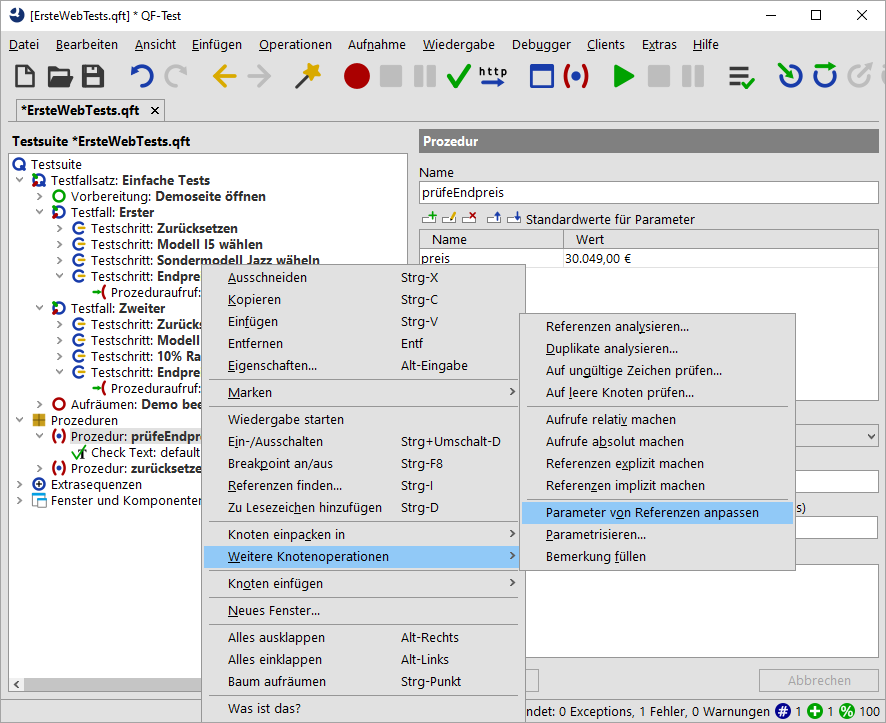 [ErsteWebTests.qft] * QF-Test
Datei Bearbeiten Ansicht Einfügen Operationen Aufnahme Wiedergabe Debugger Clients Extras Hilfe
http
*ErsteWebTests.qft
Testsuite *ErsteWebTests.qft
Testsuite
Testfallsatz: Einfache Tests
Vorbereitung: Demoseite öffnen
Testfall: Erster
Testschritt: Zurücksetzen
Testschritt: Modell I5 wählen
Testschritt: Sondermodell Jazz wäheln
Testschritt: Endpre
Prozeduraufruf:
Testfall: Zweiter
Testschritt: Zurücks
Testschritt: Modell
Testschritt: 10% Ra
Testschritt: Endpre
Prozeduraufruf:
Aufräumen: Demo bee
Prozeduren
Prozedur: prüfeEndpre
Check Text: default
Prozedur: zurücksetze
Extrasequenzen
Fenster und Komponenten
Prozedur
Name
prüfeEndpreis
Standardwerte für Parameter
Name Wert
preis 30.049,00 €
Ausschneiden Strg-X
Kopieren Strg-C
Einfügen Strg-V
Entfernen Entf
Eigenschaften... Alt-Eingabe
Marken
Wiedergabe starten
Ein-/Ausschalten Strg+Umschalt-D
Breakpoint an/aus Strg-F8
Referenzen finden... Strg-I
Zu Lesezeichen hinzufügen Strg-D
Knoten einpacken in
Weitere Knotenoperationen
Knoten einfügen
Neues Fenster...
Alles ausklappen Alt-Rechts
Alles einklappen Alt-Links
Baum aufräumen Strg-Punkt
Was ist das?
Referenzen analysieren...
Duplikate analysieren...
Auf ungültige Zeichen prüfen...
Auf leere Knoten prüfen...
Aufrufe relativ machen
Aufrufe absolut machen
Referenzen explizit machen
Referenzen implizit machen
Parameter von Referenzen anpassen
Parametrisieren...
Bemerkung füllen
s)
Abbrechen
ndet: 0 Exceptions, 1 Fehler, 0 Warnungen # 1 1 % 100